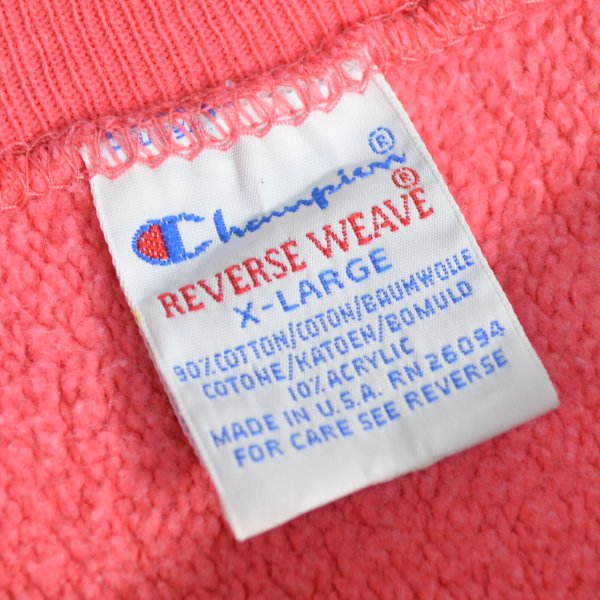 Champion®
REVERSE WEAVE®
X-LARGE
90%COTTON/COTON/BAUMWOLLE
COTONE/KATOEN/BOMULD
10% ACRYLIC
MADE IN U.S.A. RN 26094
FOR CARE SEE REVERSE